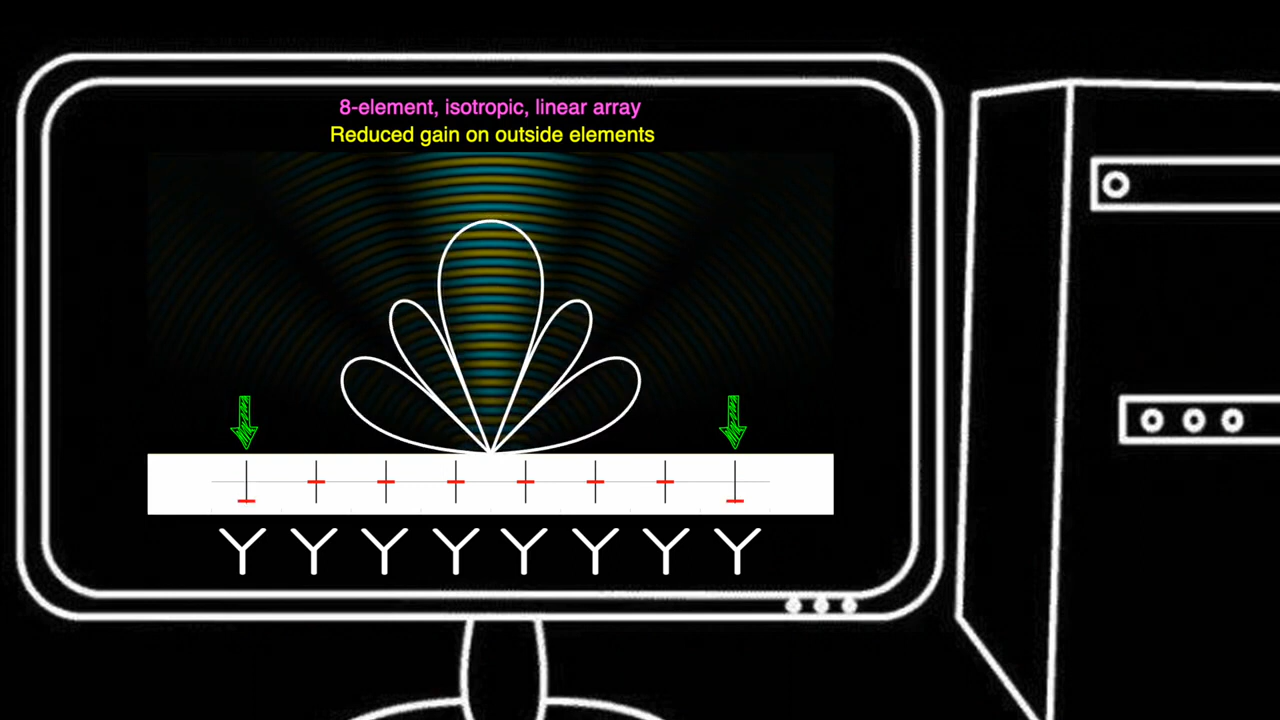 8-element, isotropic, linear array
Reduced gain on outside elements